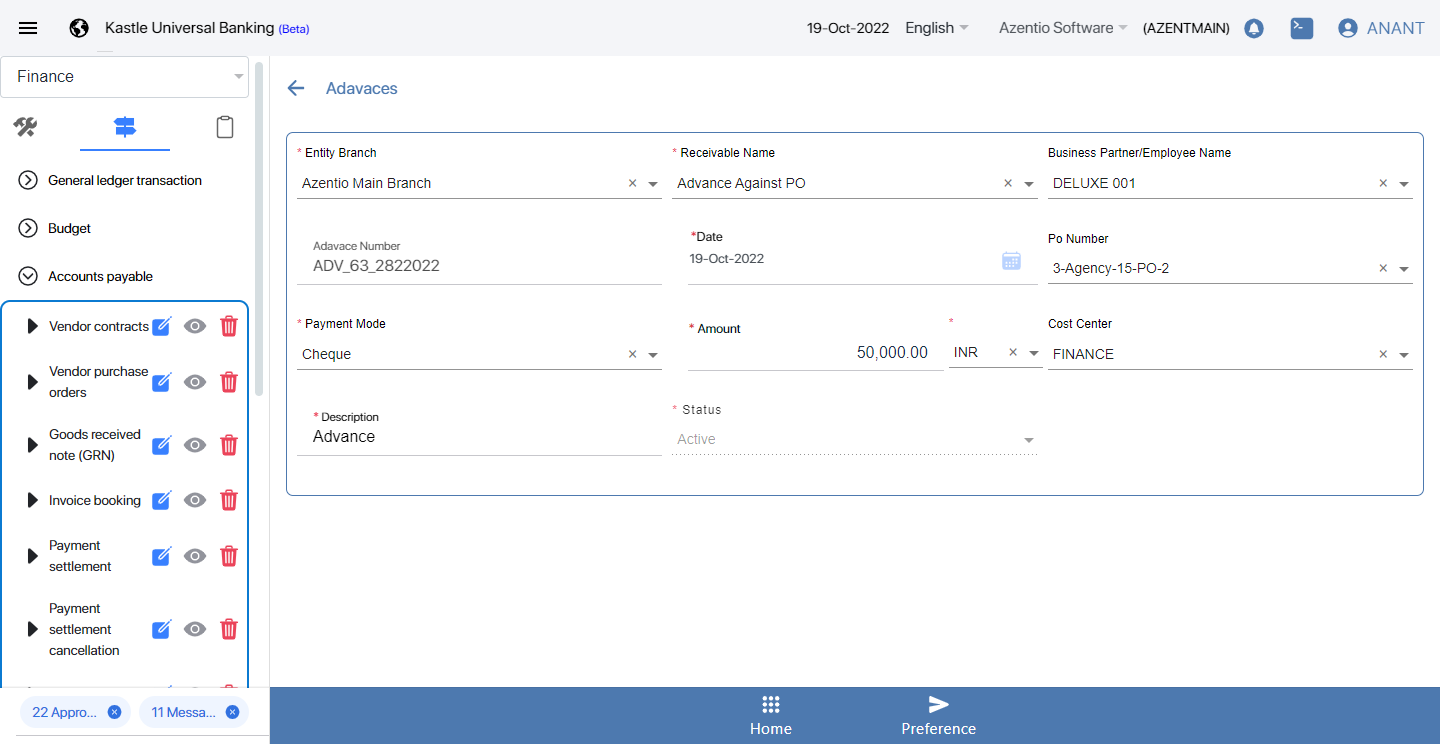 Kastle Universal Banking (Beta)
19-Oct-2022
English
Azentio Software
(AZENTMAIN)
ANANT
Finance
General ledger transaction
Budget
Accounts payable
Vendor contracts
Vendor purchase
orders
Goods received
note (GRN)
Invoice booking
Payment
settlement
Payment
settlement
cancellation
22 Appro...
11 Messa...
Adavaces
* Entity Branch
Azentio Main Branch
* Receivable Name
Advance Against PO
Business Partner/Employee Name
DELUXE 001
Adavace Number
ADV_63_2822022
*Date
19-Oct-2022
Po Number
3-Agency-15-PO-2
* Payment Mode
Cheque
* Amount
50,000.00
*
INR
Cost Center
FINANCE
* Description
Advance
* Status
Active
Home
Preference